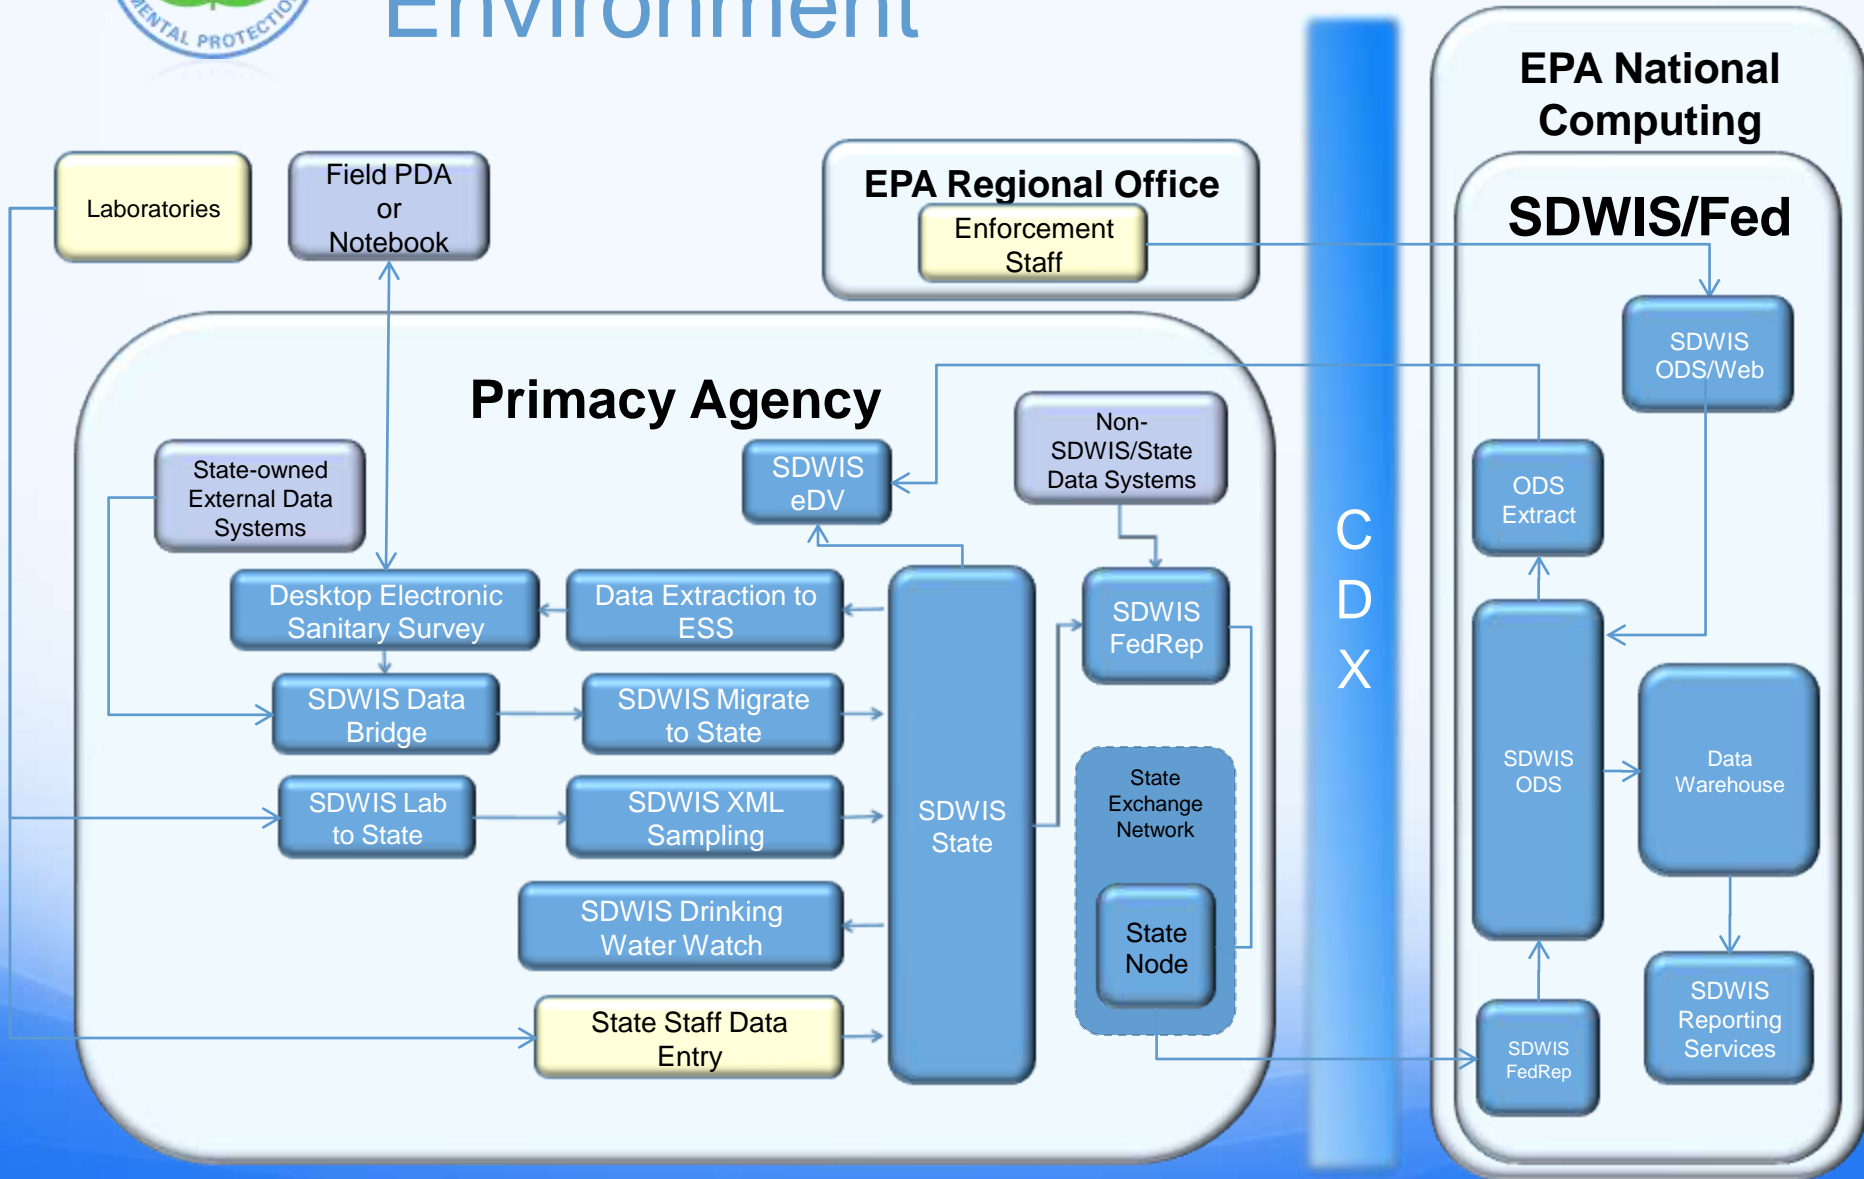 MENTAL PROTECTIO
Environment
Laboratories
Field PDA
or
Notebook
EPA Regional Office
Enforcement
Staff
EPA National
Computing
SDWIS/Fed
SDWIS
ODS/Web
Primacy Agency
State-owned
External Data
Systems
SDWIS
eDV
Non-
SDWIS/State
Data Systems
C
D
X
ODS
Extract
Desktop Electronic
Sanitary Survey
Data Extraction to
ESS
SDWIS
FedRep
SDWIS Data
Bridge
SDWIS Migrate
to State
SDWIS Lab
to State
SDWIS XML
Sampling
SDWIS
State
State
Exchange
Network
SDWIS
ODS
Data
Warehouse
SDWIS Drinking
Water Watch
State
Node
State Staff Data
Entry
SDWIS
FedRep
SDWIS
Reporting
Services